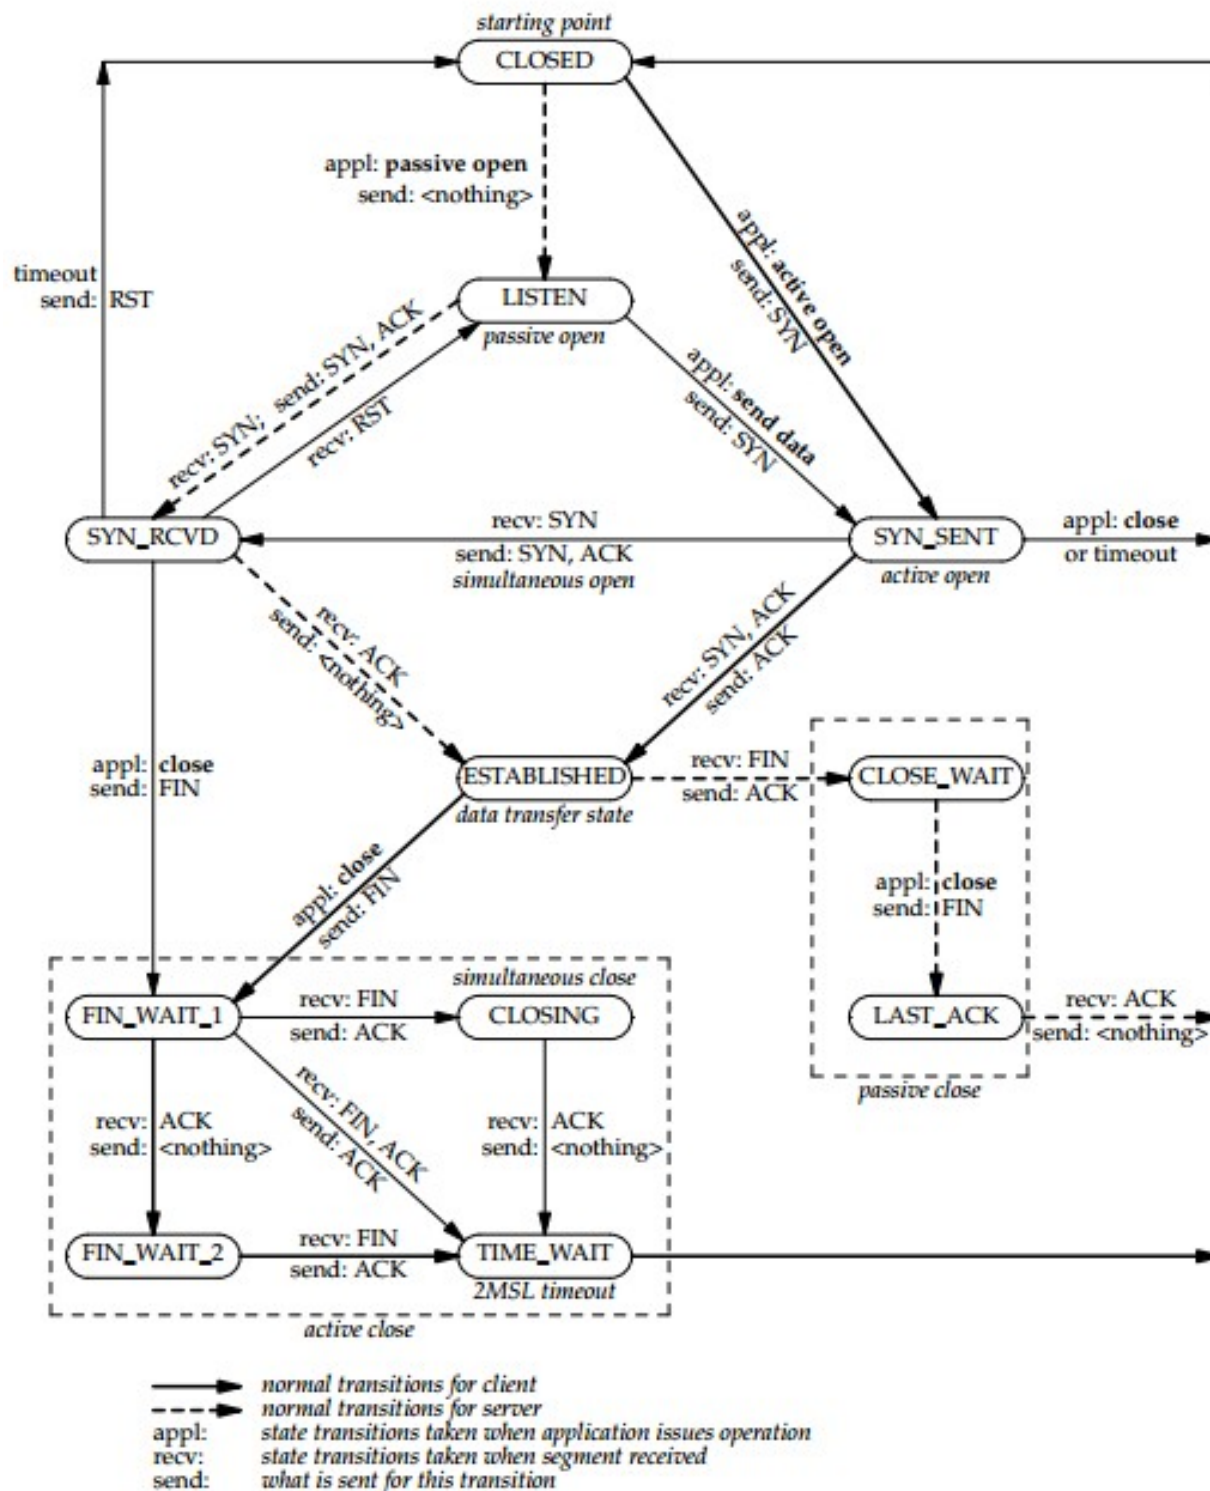 starting point
CLOSED
appl: passive open
send: <nothing>
appl: active open
send: SYN
timeout
send: RST
LISTEN
passive open
recv: SYN; send: SYN, ACK
recv: RST
appl: send data
send: SYN
SYN_RCVD
recv: SYN
send: SYN, ACK
simultaneous open
SYN_SENT
active open
appl: close
or timeout
recv: ACK
send: <nothing>
recv: SYN, ACK
send: ACK
appl: close
send: FIN
ESTABLISHED
data transfer state
recv: FIN
send: ACK
CLOSE_WAIT
appl: close
send: FIN
appl: close
send: FIN
simultaneous close
FIN_WAIT_1
recv: FIN
send: ACK
CLOSING
LAST_ACK
recv: ACK
send: <nothing>
passive close
recv: ACK
send: <nothing>
recv: FIN, ACK
send: ACK
recv: ACK
send: <nothing>
FIN_WAIT_2
recv: FIN
send: ACK
TIME_WAIT
2MSL timeout
active close
normal transitions for client
normal transitions for server
appl: state transitions taken when application issues operation
recv: state transitions taken when segment received
send: what is sent for this transition